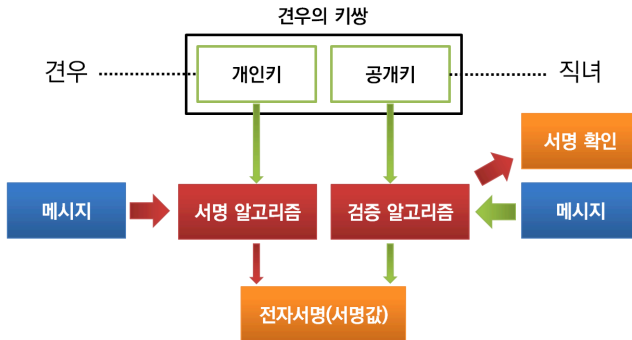 견우의 키쌍
견우
개인키
공개키
직녀
서명 확인
메시지
서명 알고리즘
검증 알고리즘
메시지
전자서명(서명값)